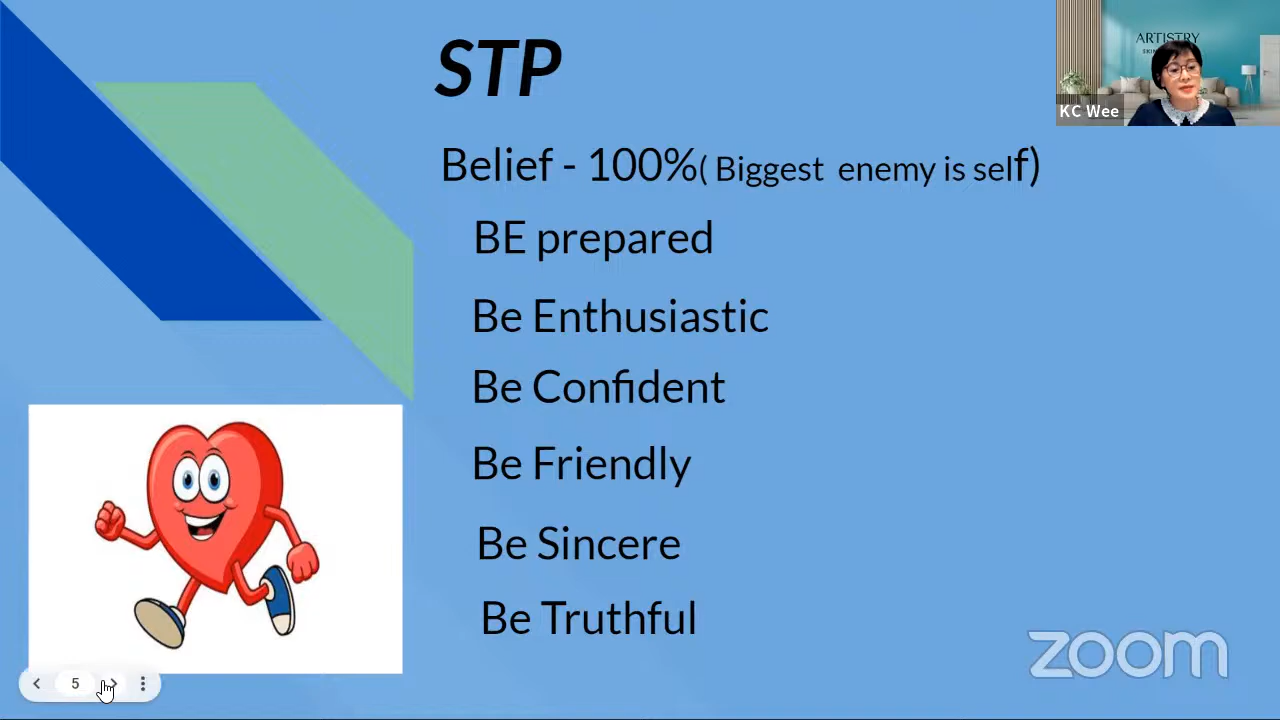 STP
ARTISTRY
KC Wee
Belief - 100%( Biggest enemy is self)
BE prepared
Be Enthusiastic
Be Confident
Be Friendly
Be Sincere
Be Truthful
zoom
5